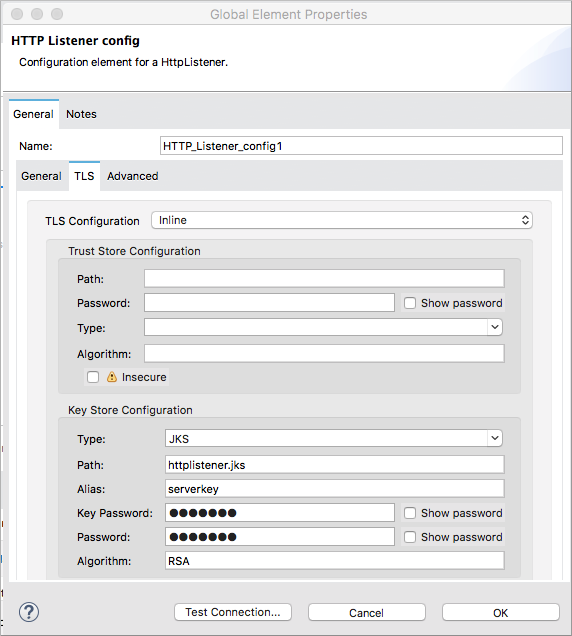 Global Element Properties
HTTP Listener config
Configuration element for a HttpListener.
General Notes
Name: HTTP_Listener_config1
General TLS Advanced
TLS Configuration Inline
Trust Store Configuration
Path:
Password: Show password
Type:
Algorithm:
Insecure
Key Store Configuration
Type: JKS
Path: httplistener.jks
Alias: serverkey
Key Password: ●●●●●●● Show password
Password: ●●●●●●● Show password
Algorithm: RSA
? Test Connection... Cancel OK